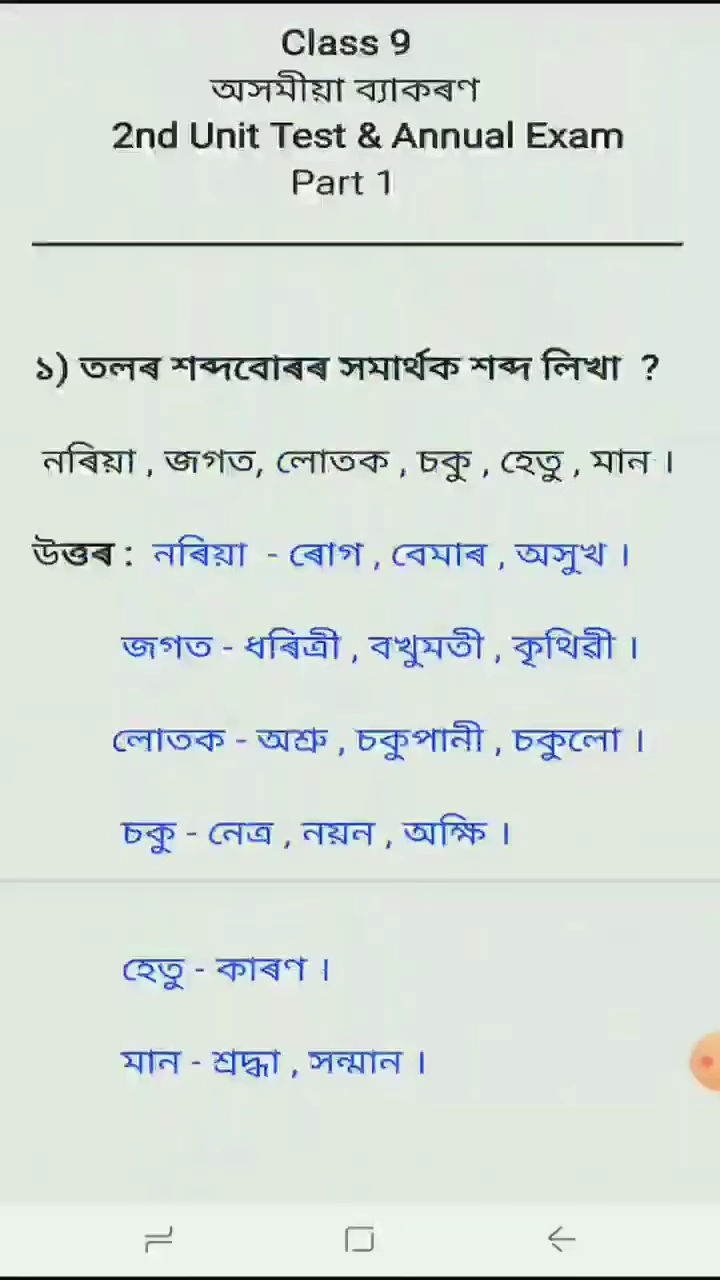 Class 9
অসমীয়া ব্যাকৰণ
2nd Unit Test & Annual Exam
Part 1
১) তলৰ শব্দবোৰৰ সমাৰ্থক শব্দ লিখা ?
নৰিয়া , জগত, লোতক , চকু , হেতু , মান ।
উত্তৰ : নৰিয়া - ৰোগ , বেমাৰ , অসুখ ।
জগত - ধৰিত্ৰী , বখুমতী , কৃথিৱী ।
লোতক - অশ্ৰু , চকুপানী , চকুলো ।
চকু - নেত্ৰ , নয়ন , অক্ষি ।
হেতু - কাৰণ ।
মান - শ্ৰদ্ধা , সন্মান ।